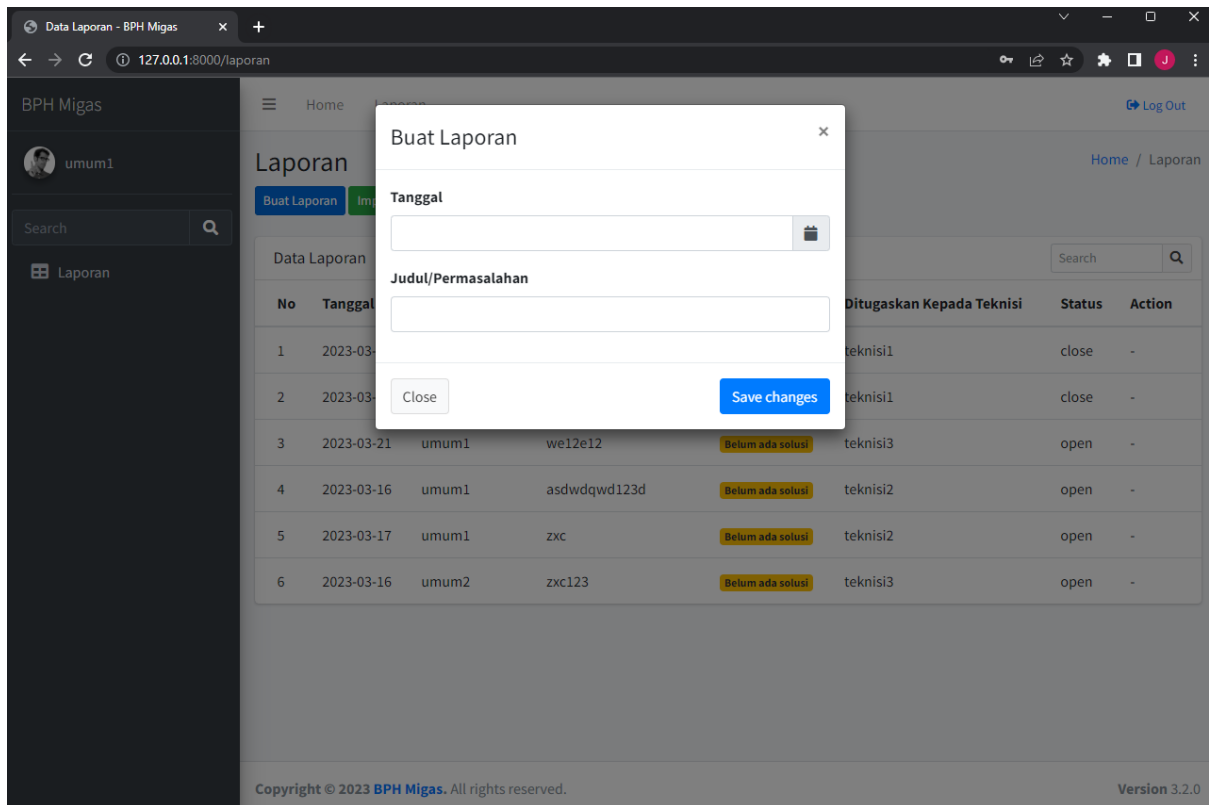 Data Laporan - BPH Migas
127.0.0.1:8000/laporan
J
BPH Migas
Home Laporan
Log Out
umum1
Laporan
Home / Laporan
Buat Laporan
Search
Laporan
Buat Laporan
×
Tanggal
Judul/Permasalahan
Close
Save changes
Data Laporan
Search
No Tanggal Ditugaskan Kepada Teknisi Status Action
1 2023-03- teknisi1 close -
2 2023-03- teknisi1 close -
3 2023-03-21 umum1 we12e12 Belum ada solusi teknisi3 open -
4 2023-03-16 umum1 asdwdqwd123d Belum ada solusi teknisi2 open -
5 2023-03-17 umum1 zxc Belum ada solusi teknisi2 open -
6 2023-03-16 umum2 zxc123 Belum ada solusi teknisi3 open -
Copyright © 2023 BPH Migas. All rights reserved.
Version 3.2.0